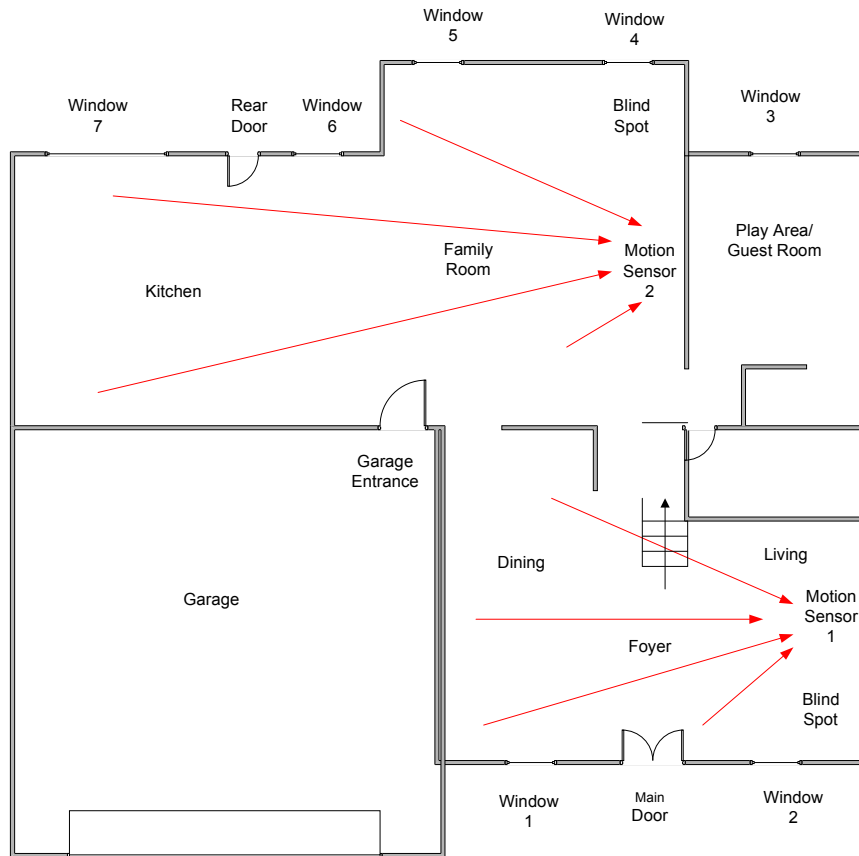 Window
5
Window
4
Window
7
Rear
Door
Window
6
Blind
Spot
Window
3
Family
Room
Motion
Sensor
2
Play Area/
Guest Room
Kitchen
Garage
Entrance
Dining
Living
Garage
Motion
Sensor
1
Foyer
Blind
Spot
Window
1
Main
Door
Window
2